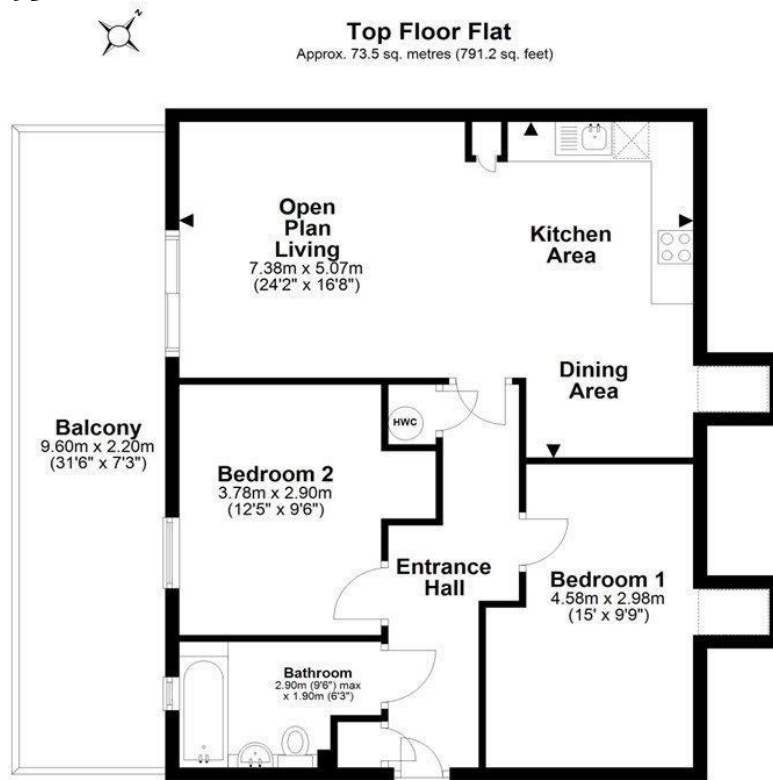 N
Top Floor Flat
Approx. 73.5 sq. metres (791.2 sq. feet)
Open
Plan
Living
7.38m x 5.07m
(24'2" x 16'8")
Kitchen
Area
Dining
Area
Balcony
9.60m x 2.20m
(31'6" x 7'3")
HWC
Bedroom 2
3.78m x 2.90m
(12'5" x 9'6")
Entrance
Hall
Bedroom 1
4.58m x 2.98m
(15' x 9'9")
Bathroom
2.90m (9'6") max
x 1.90m (6'3")